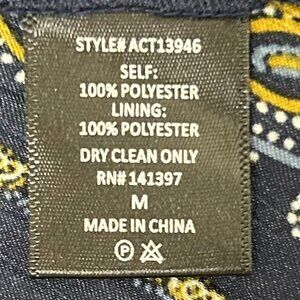 STYLE# ACT13946
SELF:
100% POLYESTER
LINING:
100% POLYESTER
DRY CLEAN ONLY
RN# 141397
M
MADE IN CHINA
P